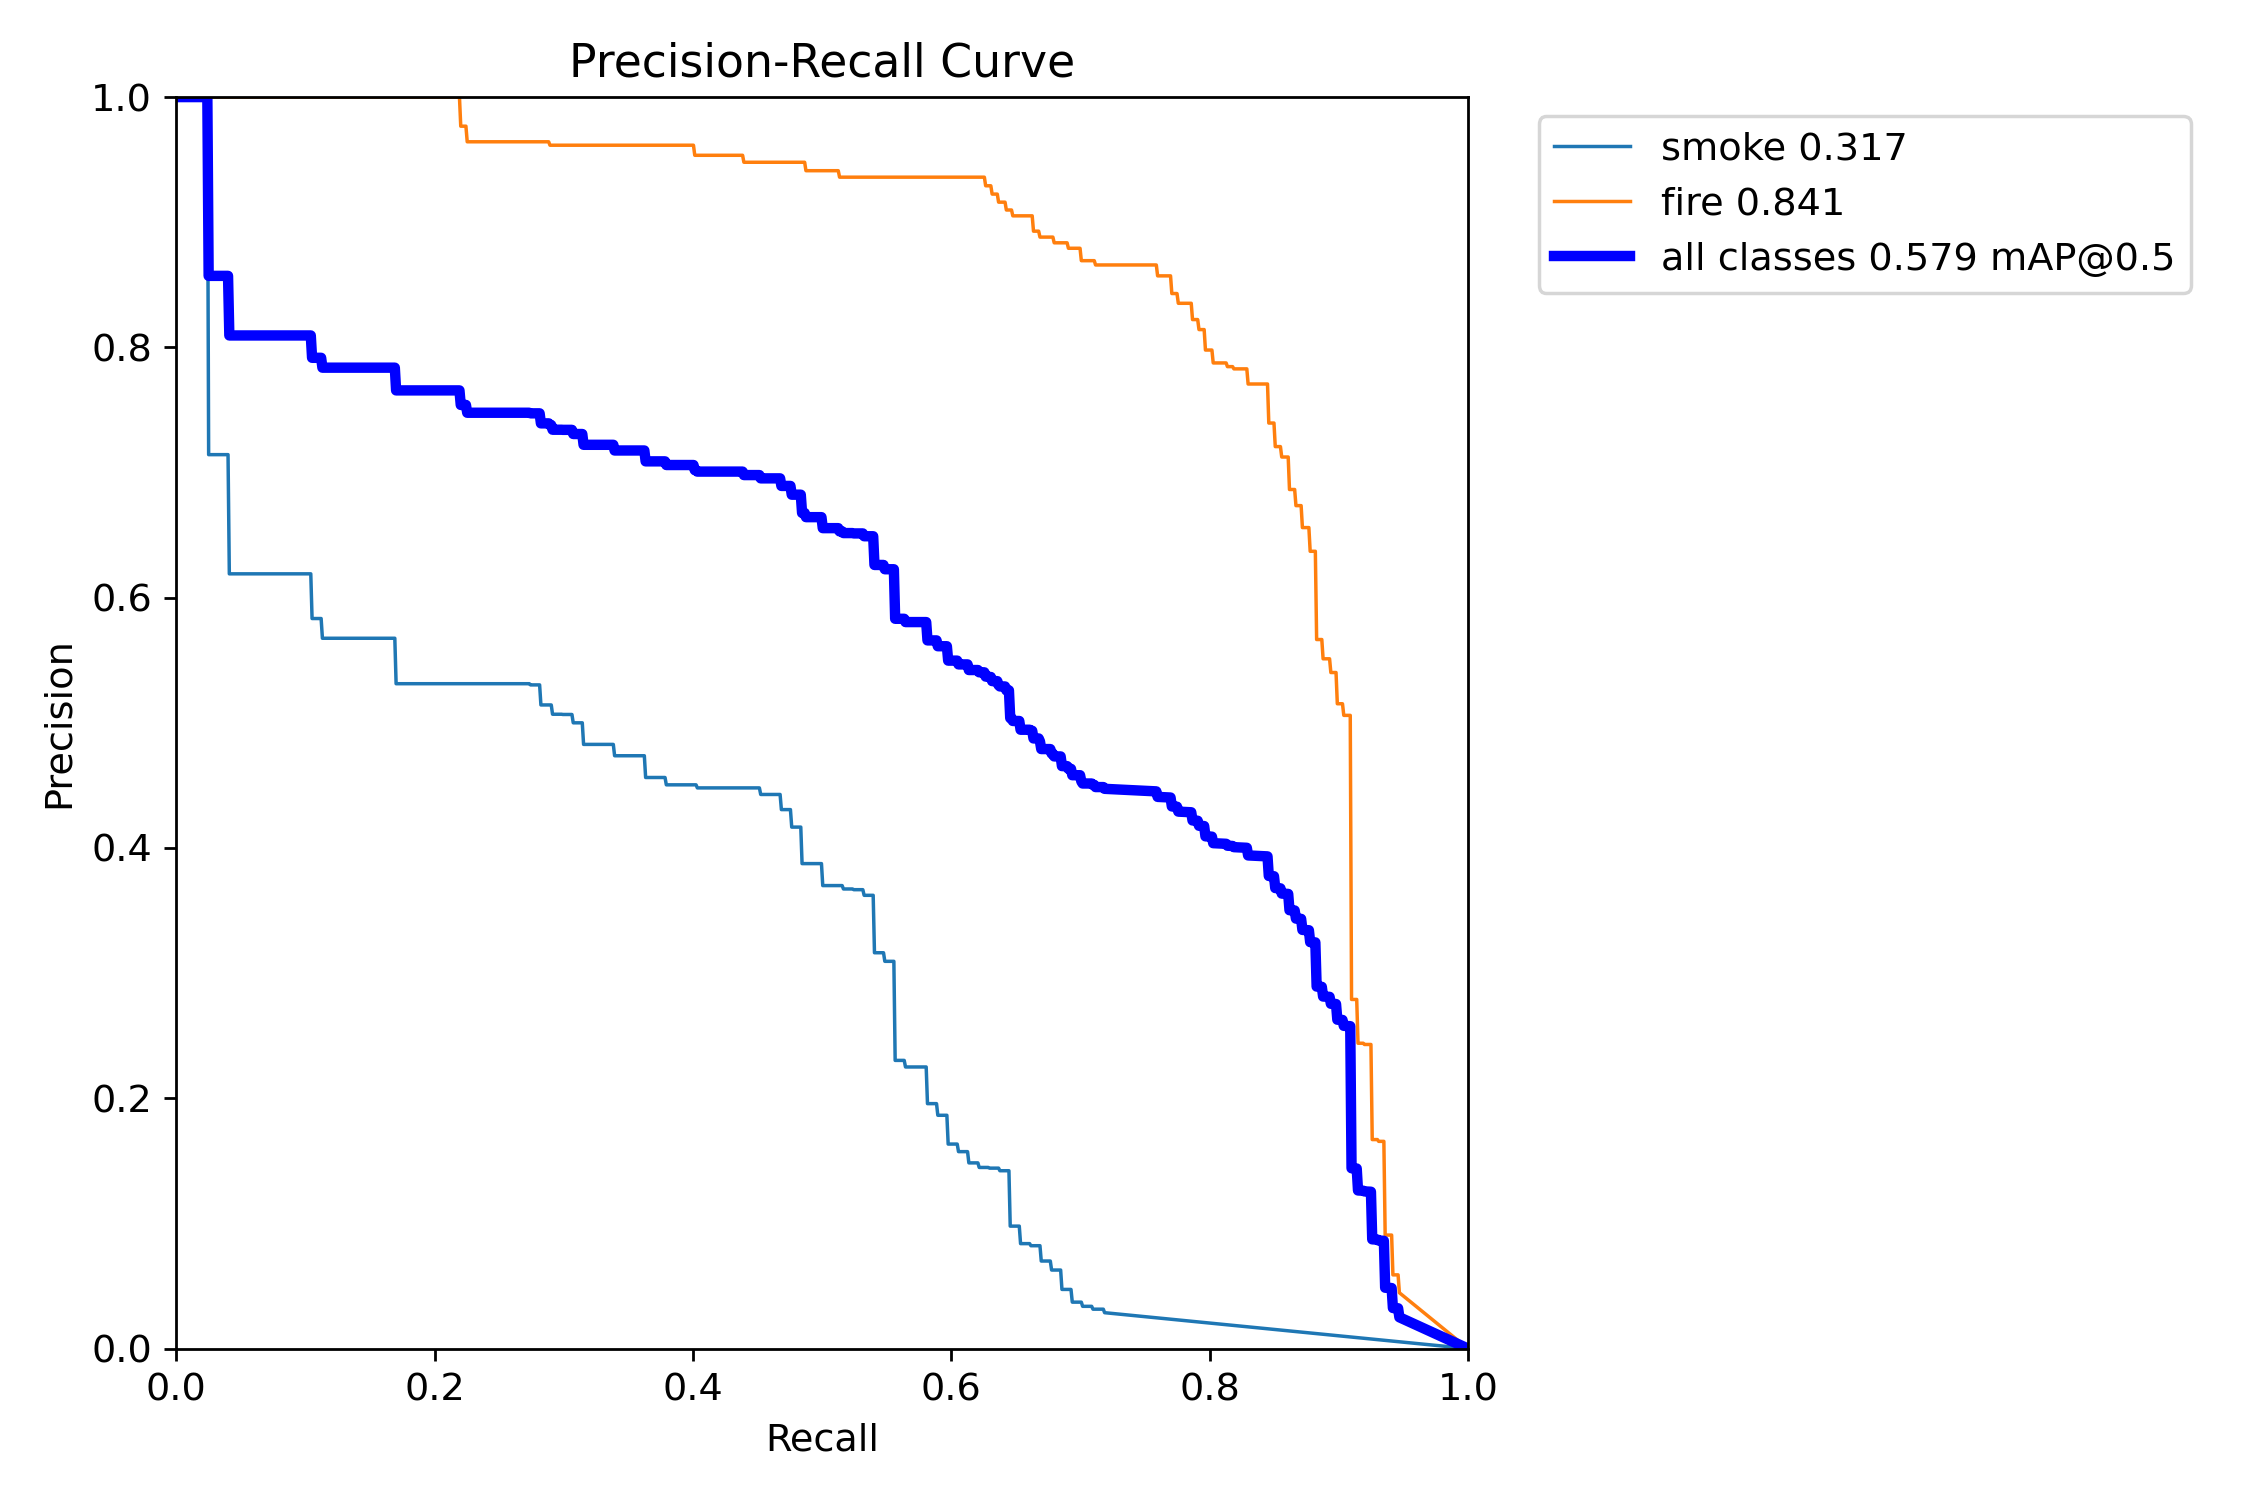 Precision-Recall Curve
smoke 0.317
fire 0.841
all classes 0.579 mAP@0.5
Precision
1.0
0.8
0.6
0.4
0.2
0.0
0.0 0.2 0.4 0.6 0.8 1.0
Recall